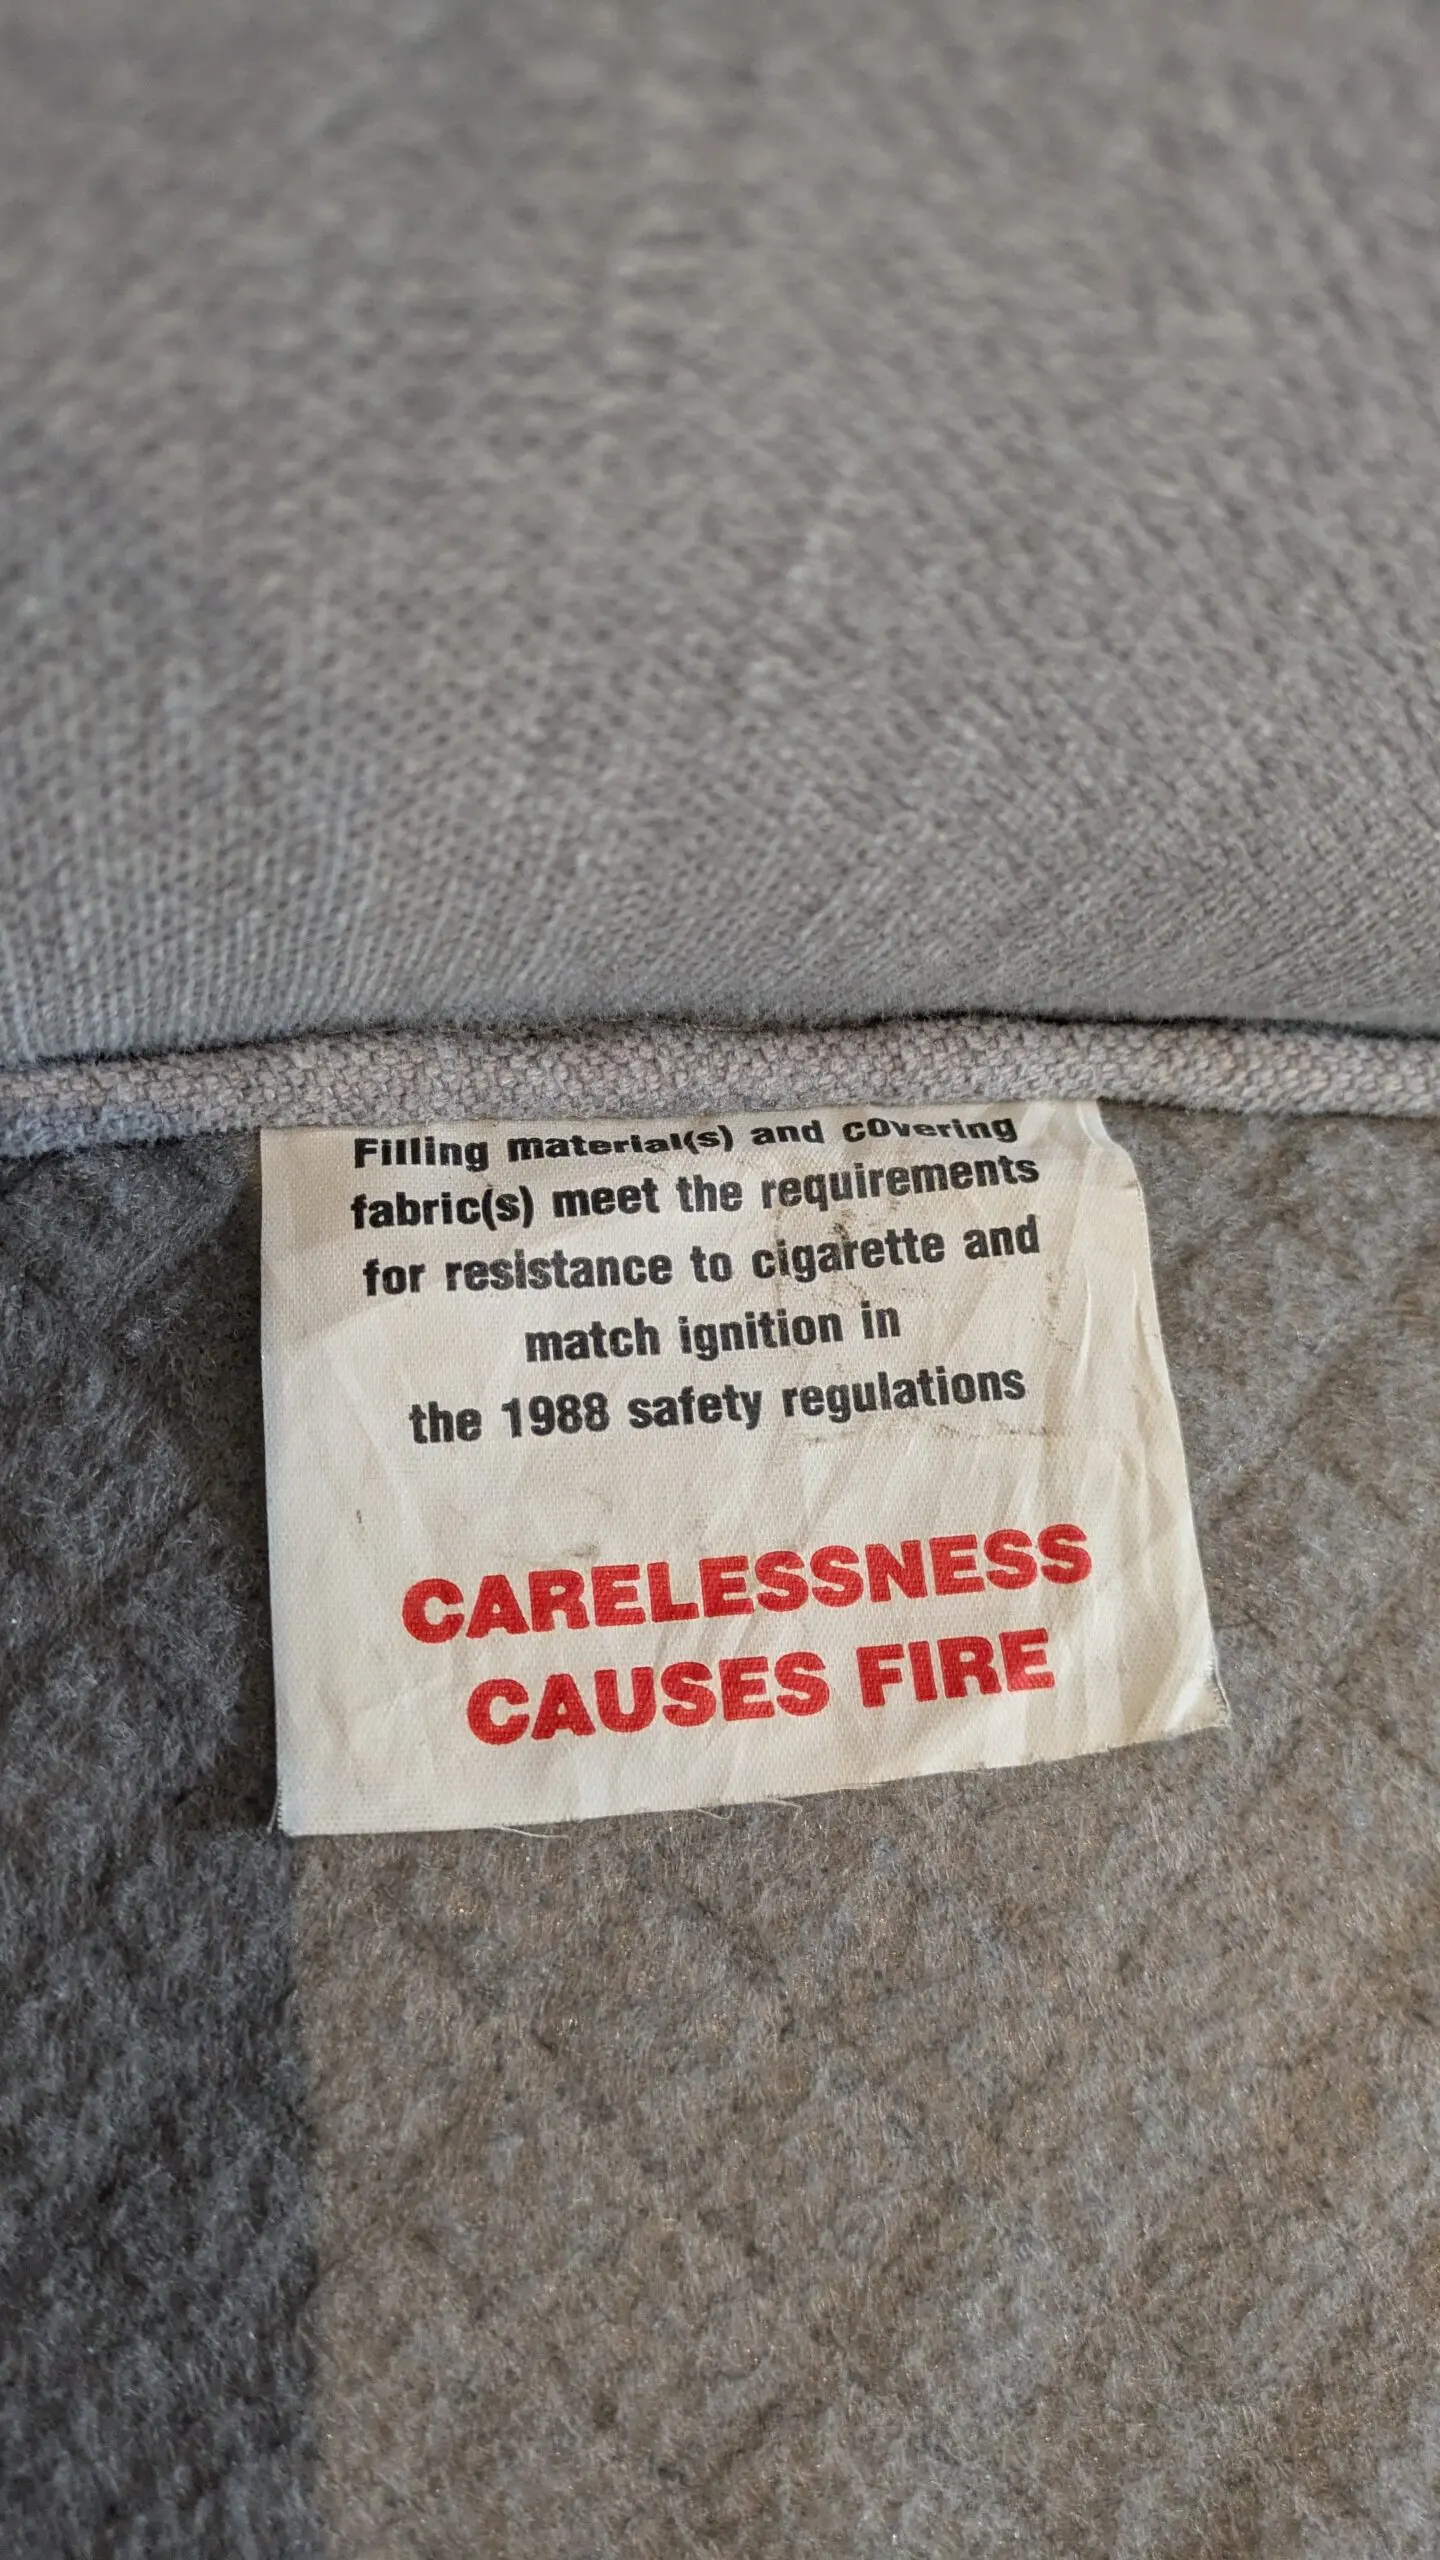 Filling material(s) and covering
fabric(s) meet the requirements
for resistance to cigarette and
match ignition in
the 1988 safety regulations
CARELESSNESS
CAUSES FIRE